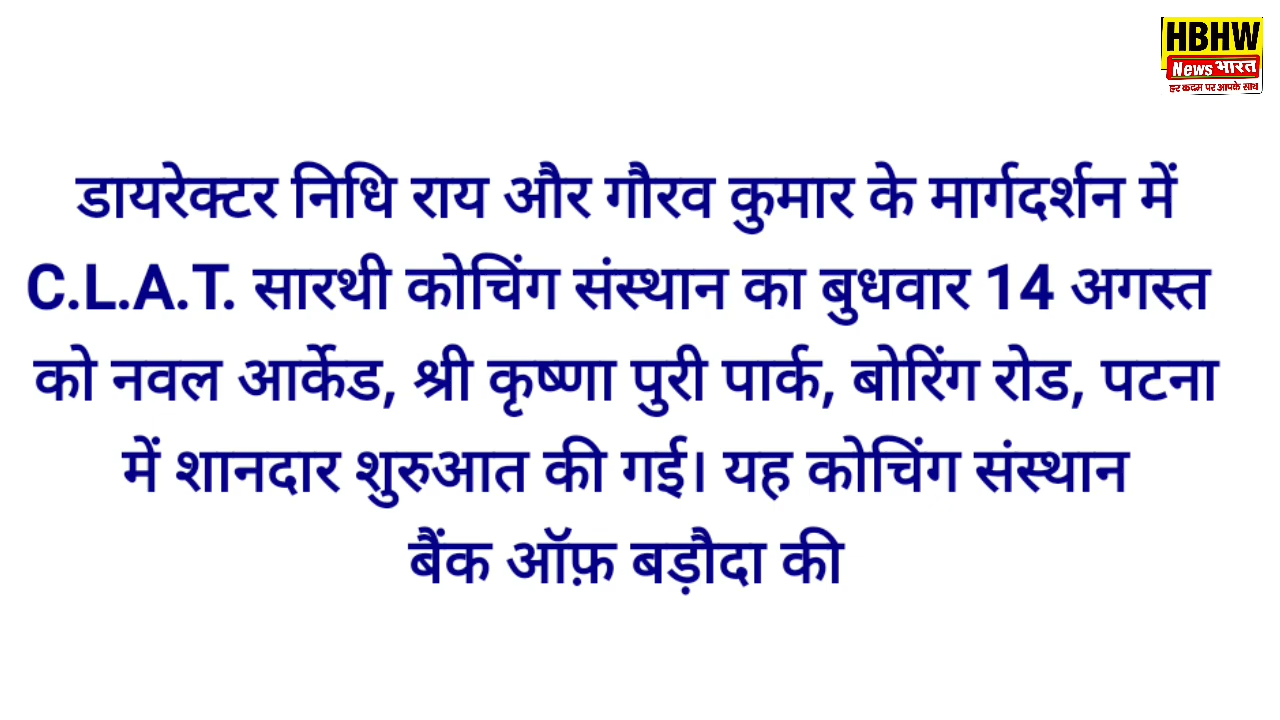 HBHW
News भारत
हर कदम पर आपके साथ
डायरेक्टर निधि राय और गौरव कुमार के मार्गदर्शन में
C.L.A.T. सारथी कोचिंग संस्थान का बुधवार 14 अगस्त
को नवल आर्केड, श्री कृष्णा पुरी पार्क, बोरिंग रोड, पटना
में शानदार शुरुआत की गई। यह कोचिंग संस्थान
बैंक ऑफ़ बड़ौदा की